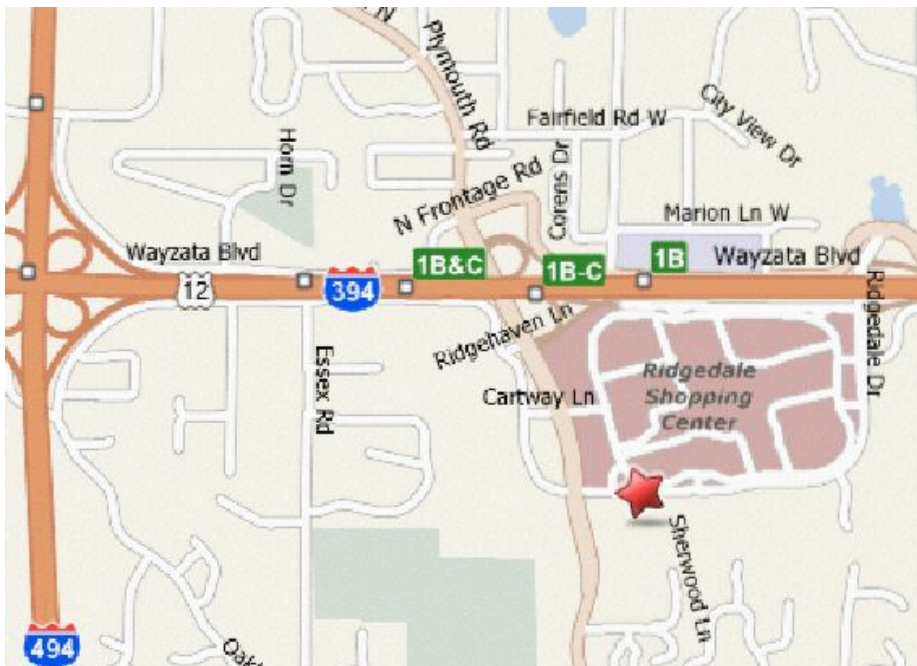 N
Plymouth Rd
Fairfield Rd W
City View Dr
Horn Dr
N Frontage Rd
Corens Dr
Marion Ln W
Wayzata Blvd
Wayzata Blvd
1B&C
1B-C
1B
12
394
Ridgehaven Ln
Ridgedale Dr
Essex Rd
Cartway Ln
Ridgedale
Shopping
Center
Sherwood Ln
494